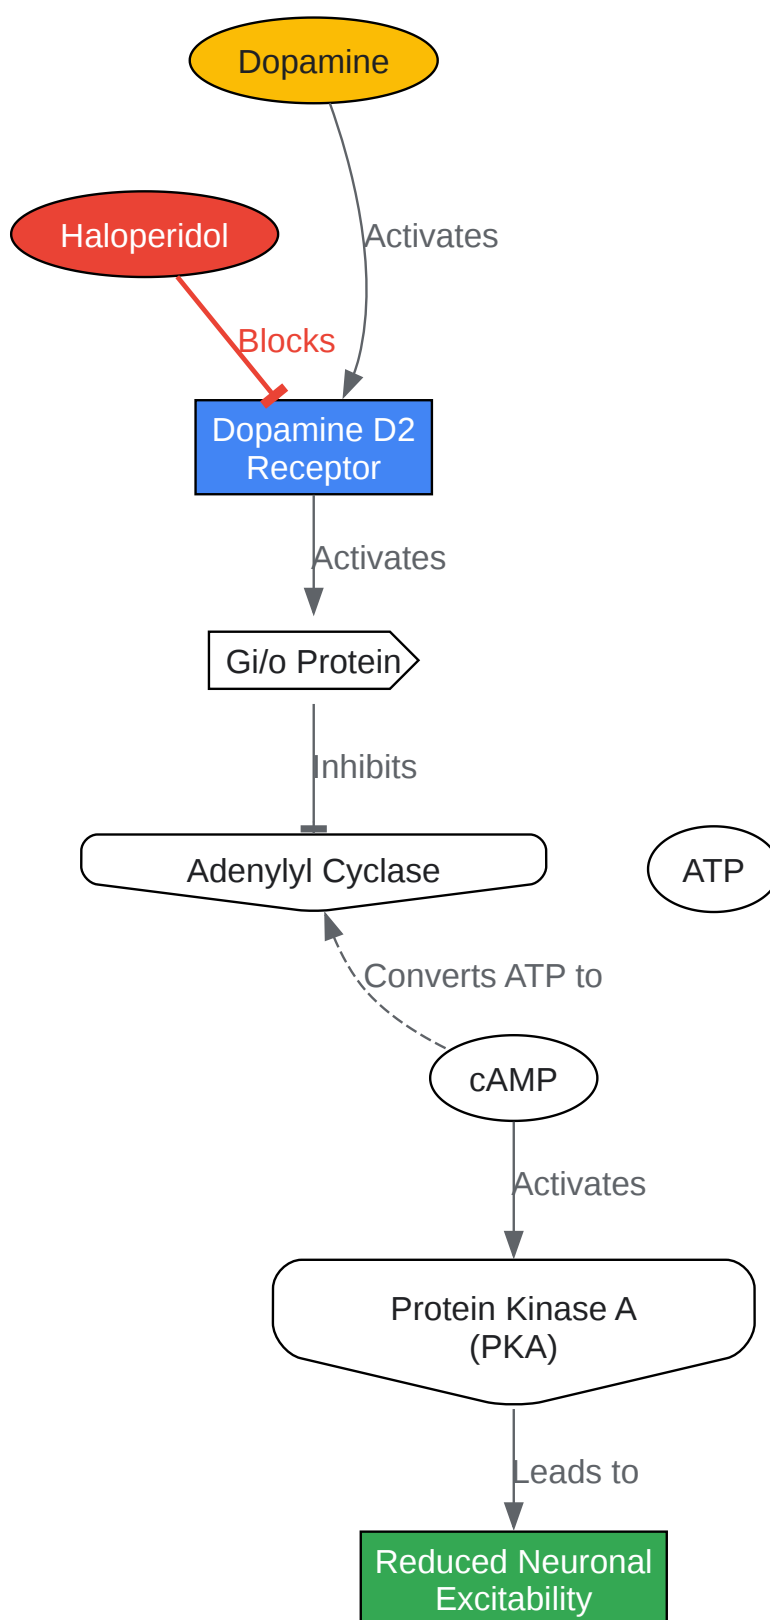 Dopamine
Haloperidol
Activates
Blocks
Dopamine D2
Receptor
Activates
Gi/o Protein
Inhibits
Adenylyl Cyclase
ATP
Converts ATP to
cAMP
Activates
Protein Kinase A
(PKA)
Leads to
Reduced Neuronal
Excitability